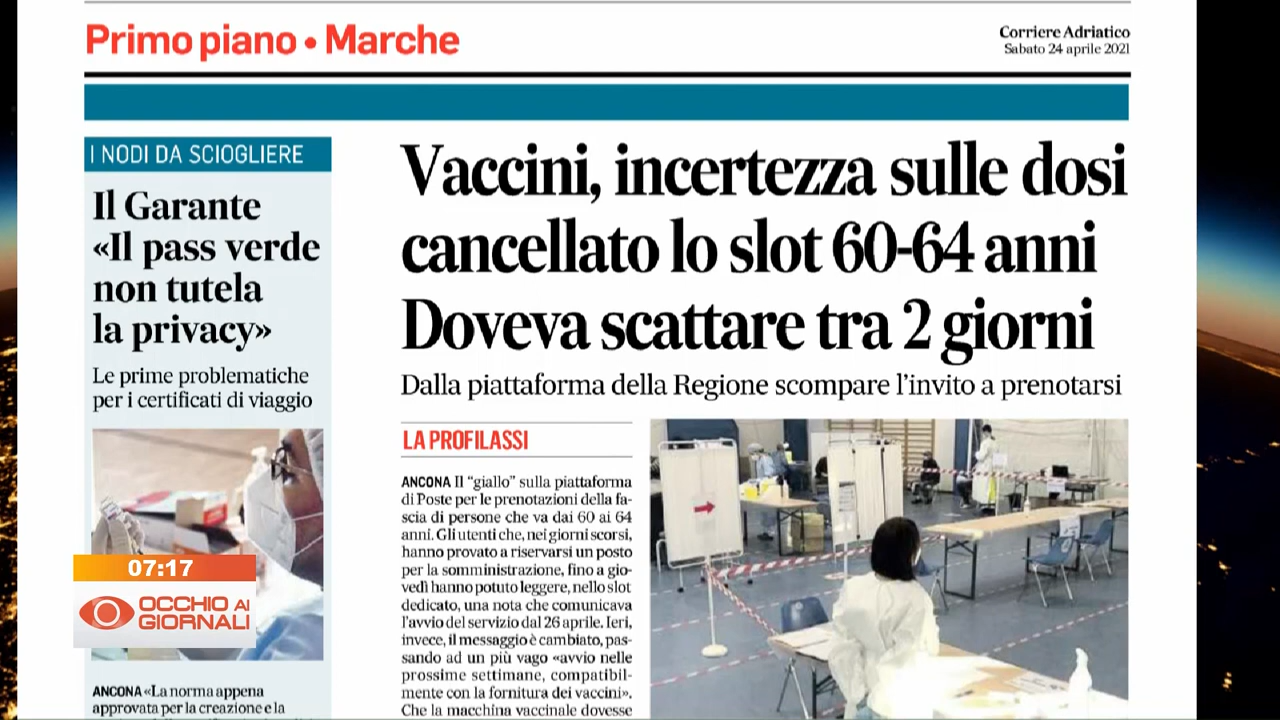 Primo piano • Marche
Corriere Adriatico
Sabato 24 aprile 2021
I NODI DA SCIOGLIERE
Il Garante
«Il pass verde
non tutela
la privacy»
Le prime problematiche
per i certificati di viaggio
ANCONA «La norma appena
approvata per la creazione e la
Vaccini, incertezza sulle dosi
cancellato lo slot 60-64 anni
Doveva scattare tra 2 giorni
Dalla piattaforma della Regione scompare l'invito a prenotarsi
LA PROFILASSI
ANCONA Il "giallo" sulla piattaforma
di Poste per le prenotazioni della fa-
scia di persone che va dai 60 ai 64
anni. Gli utenti che, nei giorni scorsi,
hanno provato a riservarsi un posto
per la somministrazione, fino a gio-
vedì hanno potuto leggere, nello slot
dedicato, una nota che comunicava
l'avvio del servizio dal 26 aprile. Ieri,
invece, il messaggio è cambiato, pas-
sando ad un più vago «avvio nelle
prossime settimane, compatibil-
mente con la fornitura dei vaccini».
Che la macchina vaccinale dovesse
07:17
OCCHIO AI
GIORNALI